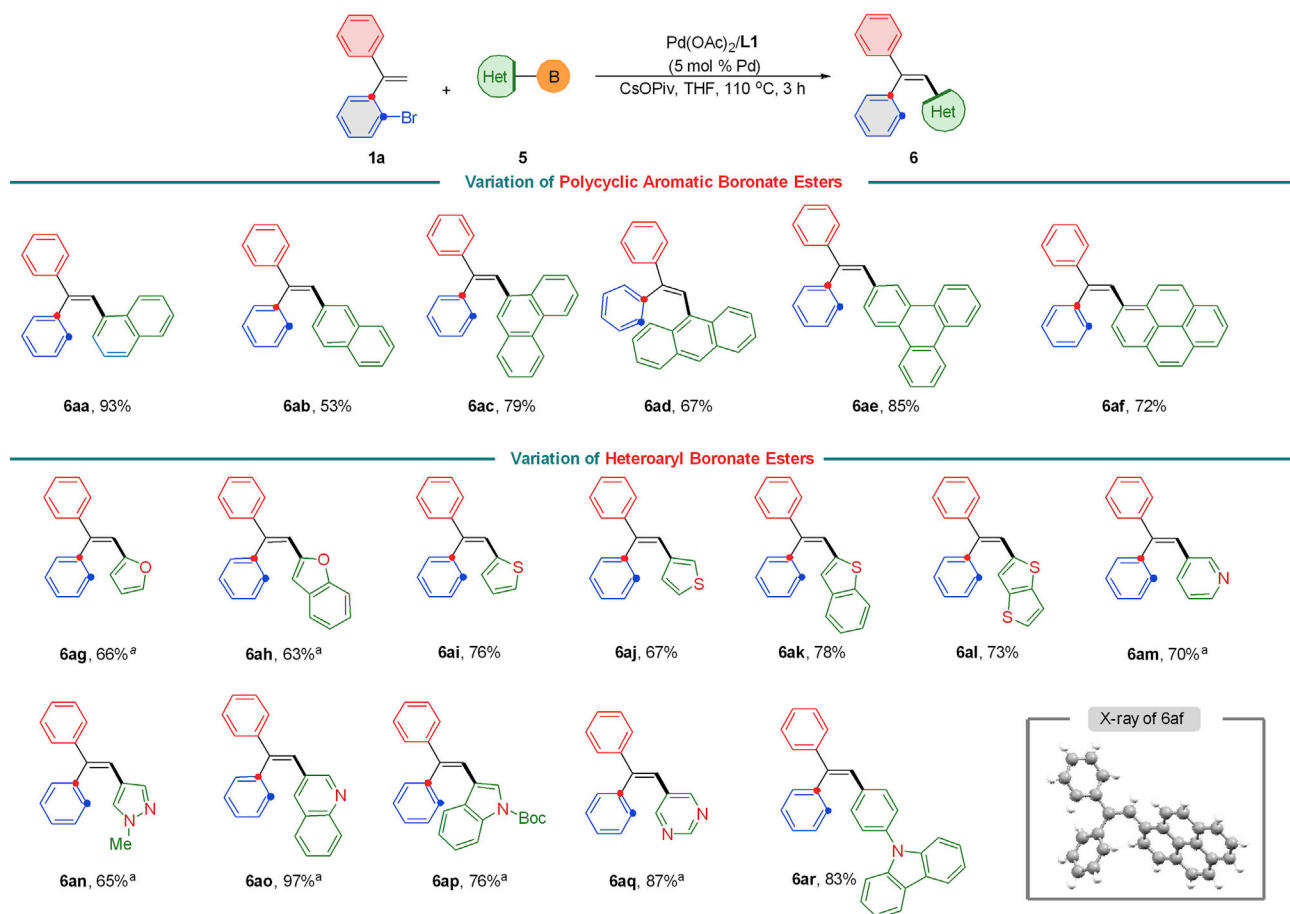 Pd(OAc)2/L1
(5 mol % Pd)
CsOPiv, THF, 110 °C, 3 h
Het
B
+
Br
Het
1a
5
6
Variation of Polycyclic Aromatic Boronate Esters
6aa, 93%
6ab, 53%
6ac, 79%
6ad, 67%
6ae, 85%
6af, 72%
Variation of Heteroaryl Boronate Esters
O
O
S
S
S
S
S
N
6ag, 66%a
6ah, 63%a
6ai, 76%
6aj, 67%
6ak, 78%
6al, 73%
6am, 70%a
X-ray of 6af
N
N
Me
N
N
Boc
N
N
N
6an, 65%a
6ao, 97%a
6ap, 76%a
6aq, 87%a
6ar, 83%